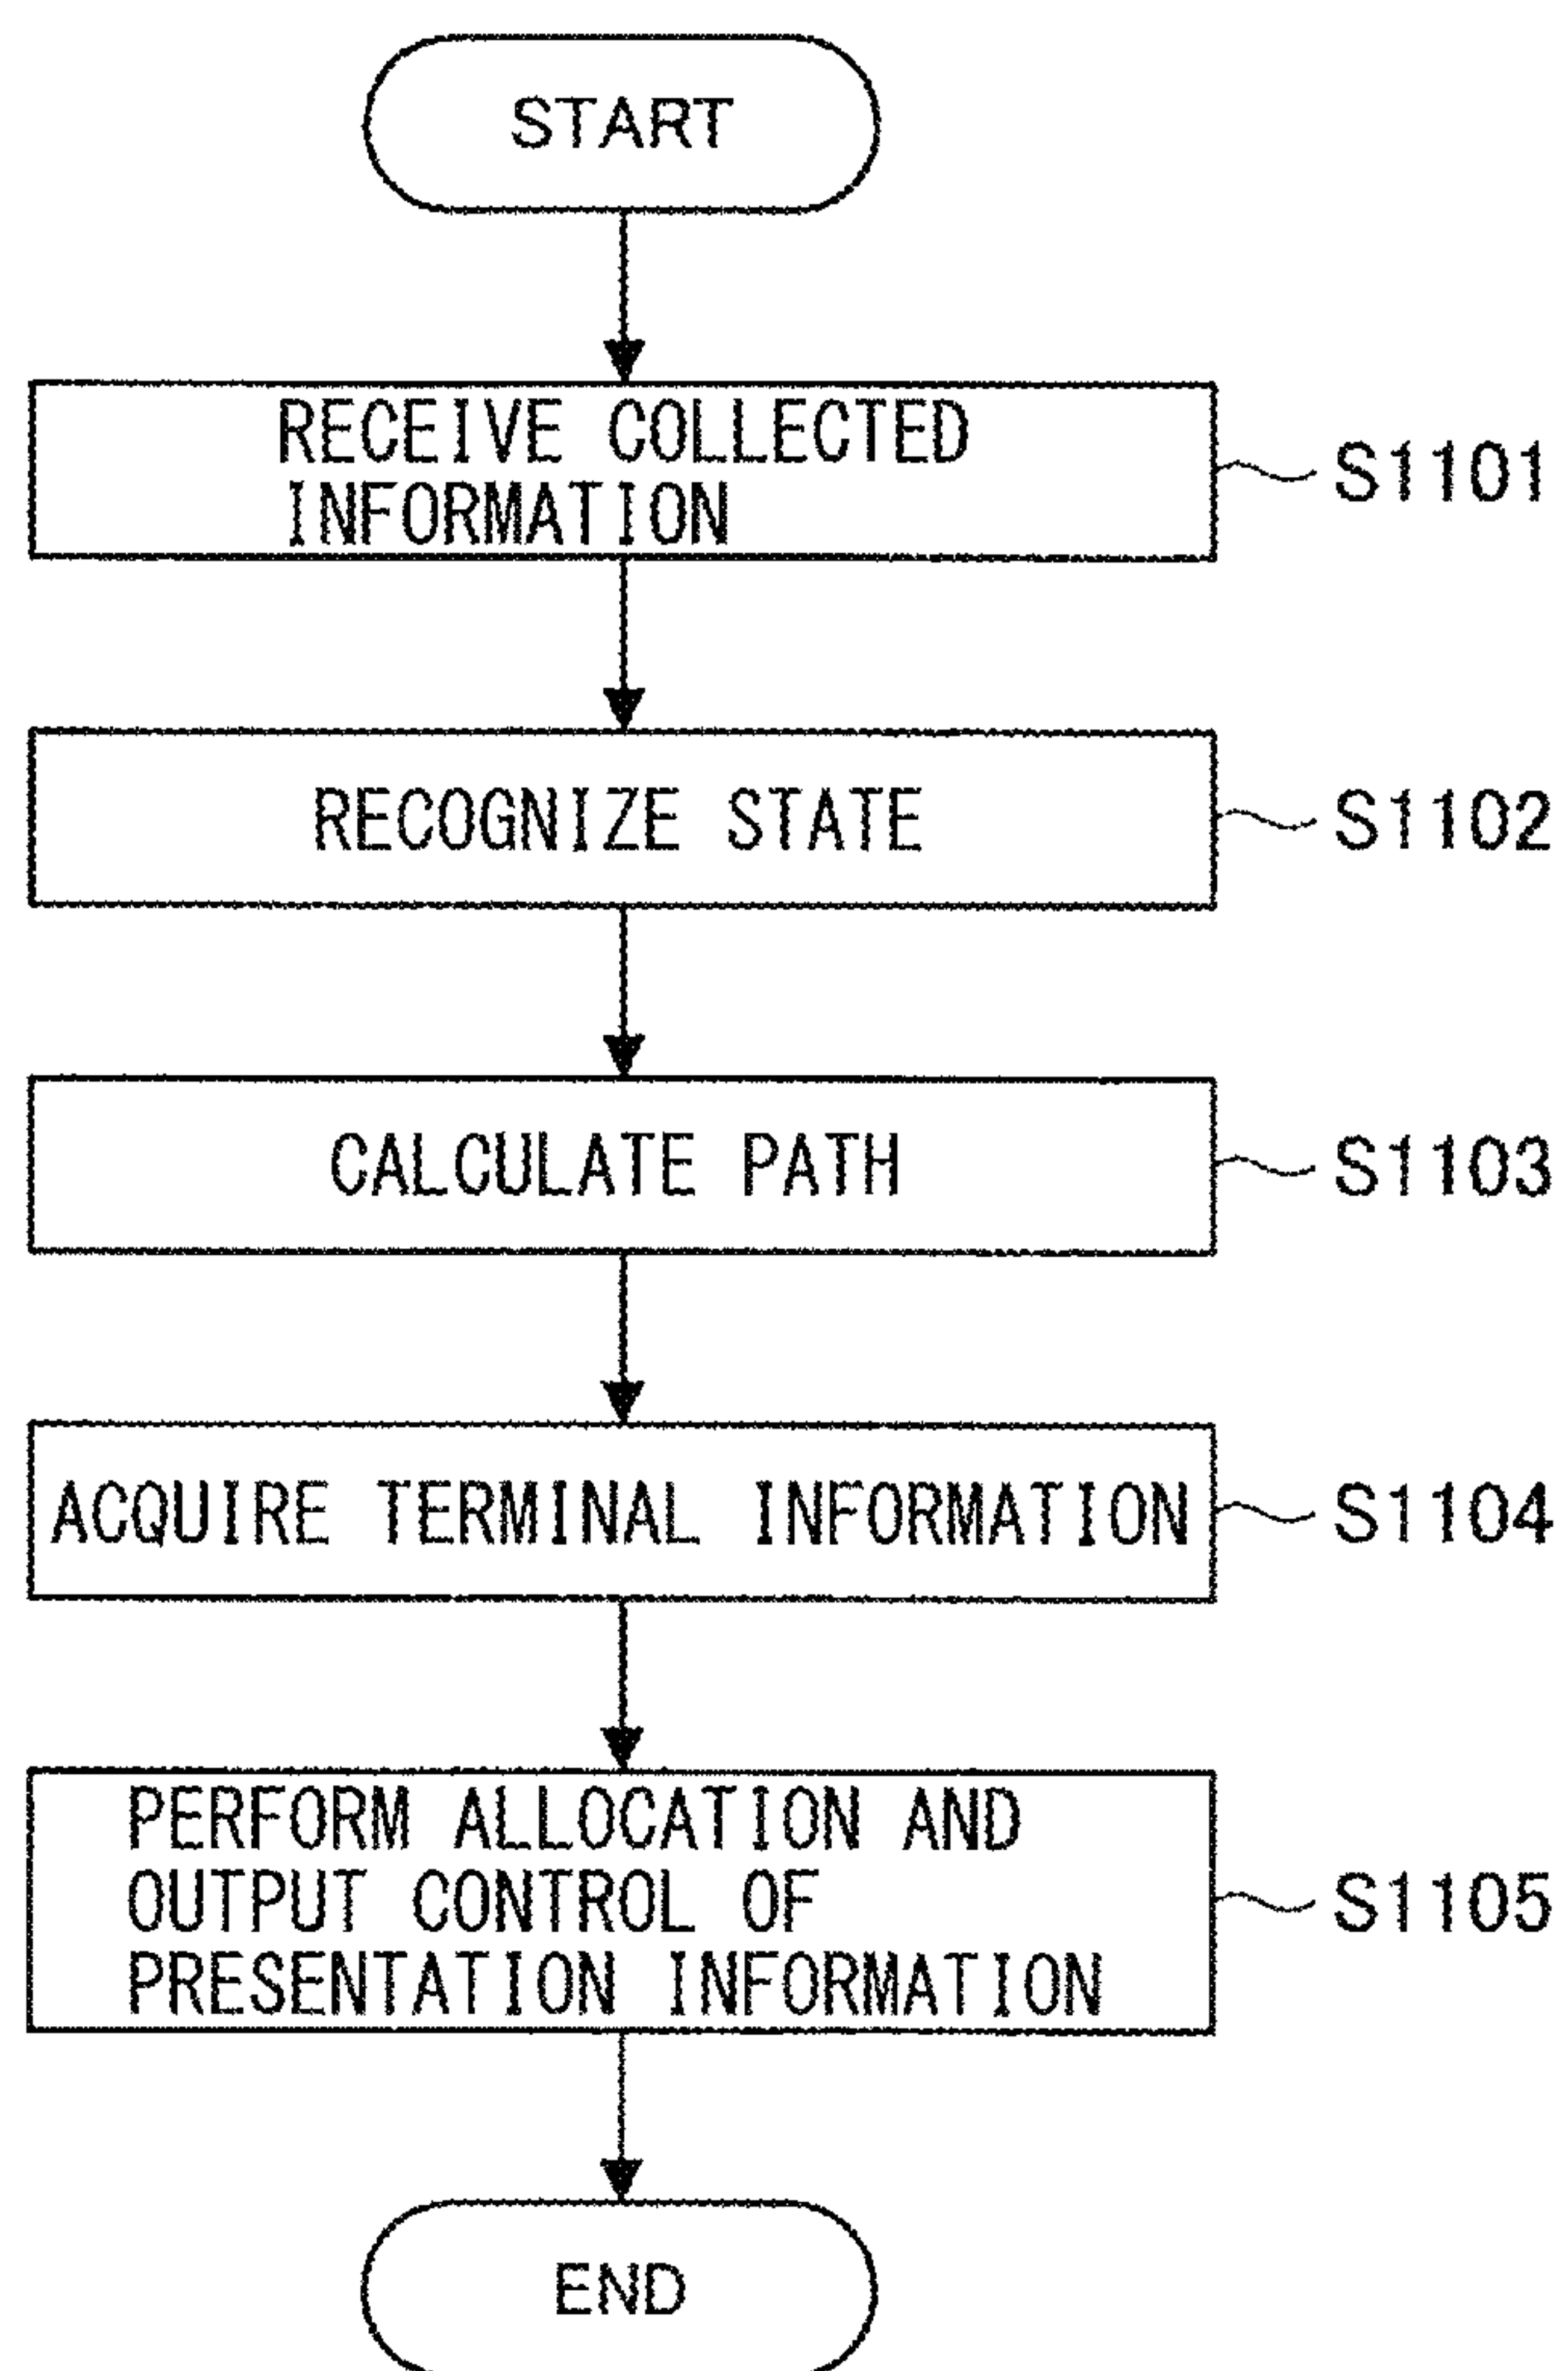 START
RECEIVE COLLECTED
INFORMATION
S1101
RECOGNIZE STATE
S1102
CALCULATE PATH
S1103
ACQUIRE TERMINAL INFORMATION
S1104
PERFORM ALLOCATION AND
OUTPUT CONTROL OF
PRESENTATION INFORMATION
S1105
END